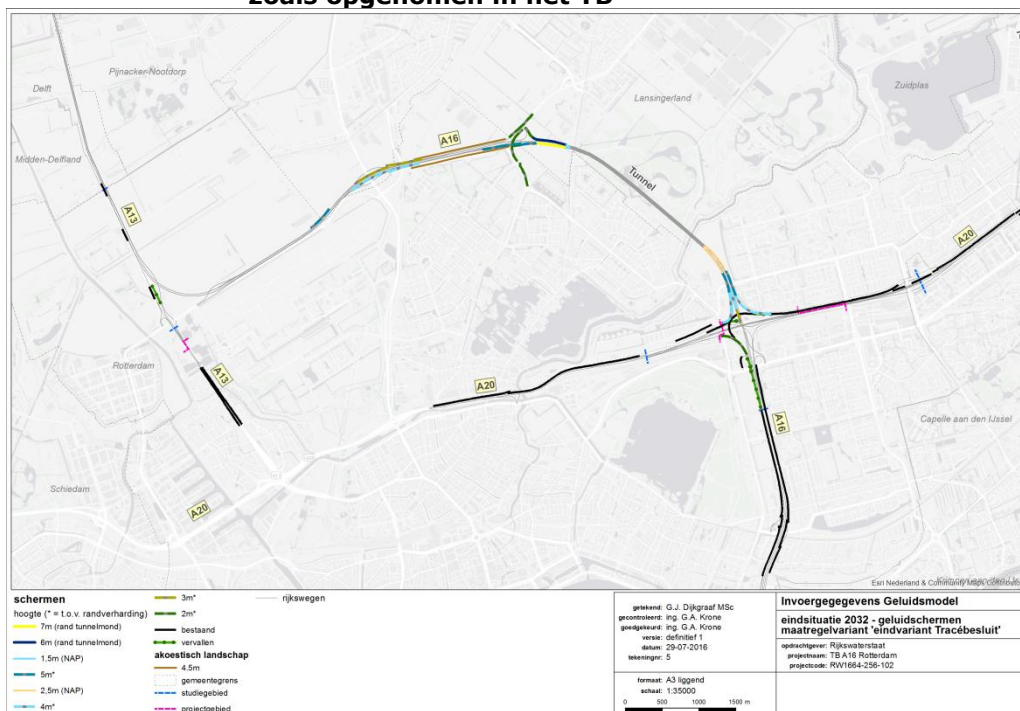 zoals opgenomen in het TB
Pijnacker-Nootdorp
Delft
Lansingerland
Zuidplas
A16
Midden-Delfland
Tunnel
A13
A20
Rotterdam
A13
A20
A16
Capelle aan den IJssel
Schiedam
A20
Esri Nederland & Community Maps Contributors
schermen
hoogte (* = t.o.v. randverharding)
7m (rand tunnelmond)
6m (rand tunnelmond)
1,5m (NAP)
5m*
2,5m (NAP)
4m*
3m*
2m*
bestaand
vervallen
akoestisch landschap
4.5m
gemeentegrens
studiegebied
projectgebied
rijkswegen
getekend: G.J. Dijkgraaf MSc
gecontroleerd: ing. G.A. Krone
goedgekeurd: ing. G.A. Krone
versie: definitief 1
datum: 29-07-2016
tekeningnr: 5
formaat: A3 liggend
schaal: 1:35000
0 500 1000 1500 m
Invoergegevens Geluidsmodel
eindsituatie 2032 - geluidschermen
maatregelvariant 'eindvariant Tracébesluit'
opdrachtgever: Rijkswaterstaat
projectnaam: TB A16 Rotterdam
projectcode: RW1664-256-102